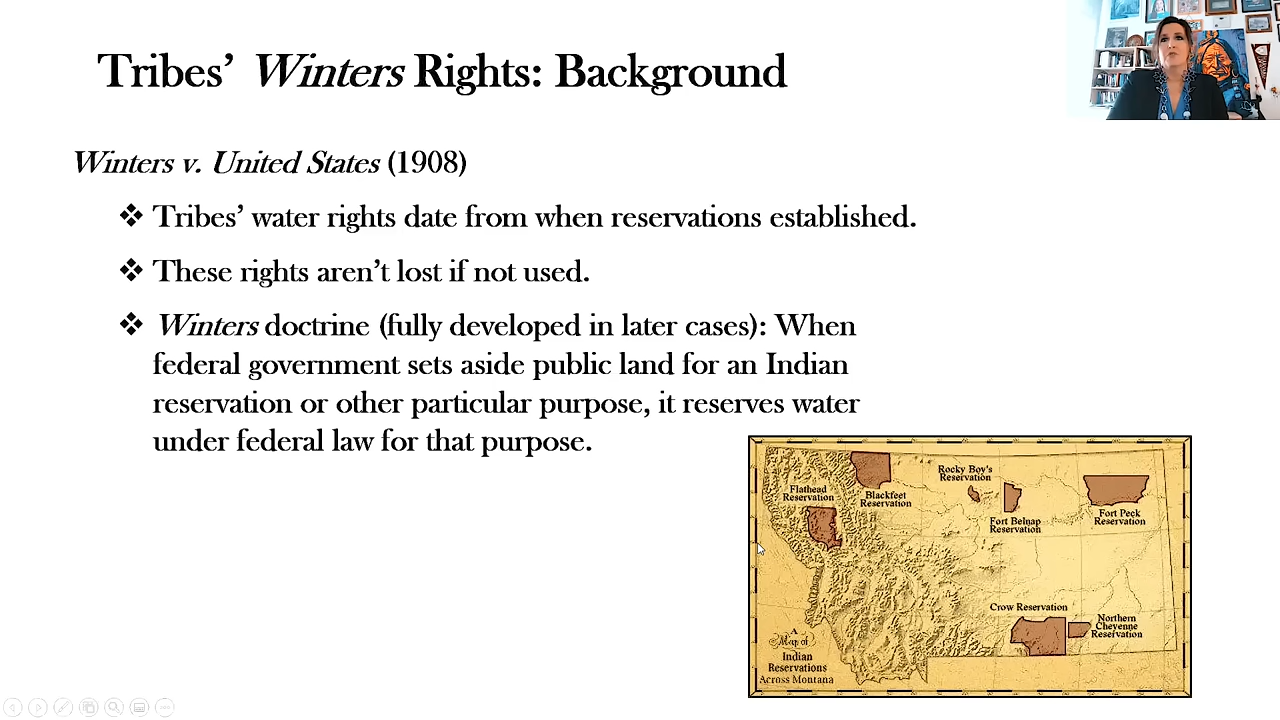 Tribes’ Winters Rights: Background
Winters v. United States (1908)
❖ Tribes’ water rights date from when reservations established.
❖ These rights aren’t lost if not used.
❖ Winters doctrine (fully developed in later cases): When
federal government sets aside public land for an Indian
reservation or other particular purpose, it reserves water
under federal law for that purpose.
Flathead
Reservation
Blackfeet
Reservation
Rocky Boy's
Reservation
Fort Belnap
Reservation
Fort Peck
Reservation
Crow Reservation
Northern
Cheyenne
Reservation
A
Map of
Indian
Reservations
Across Montana